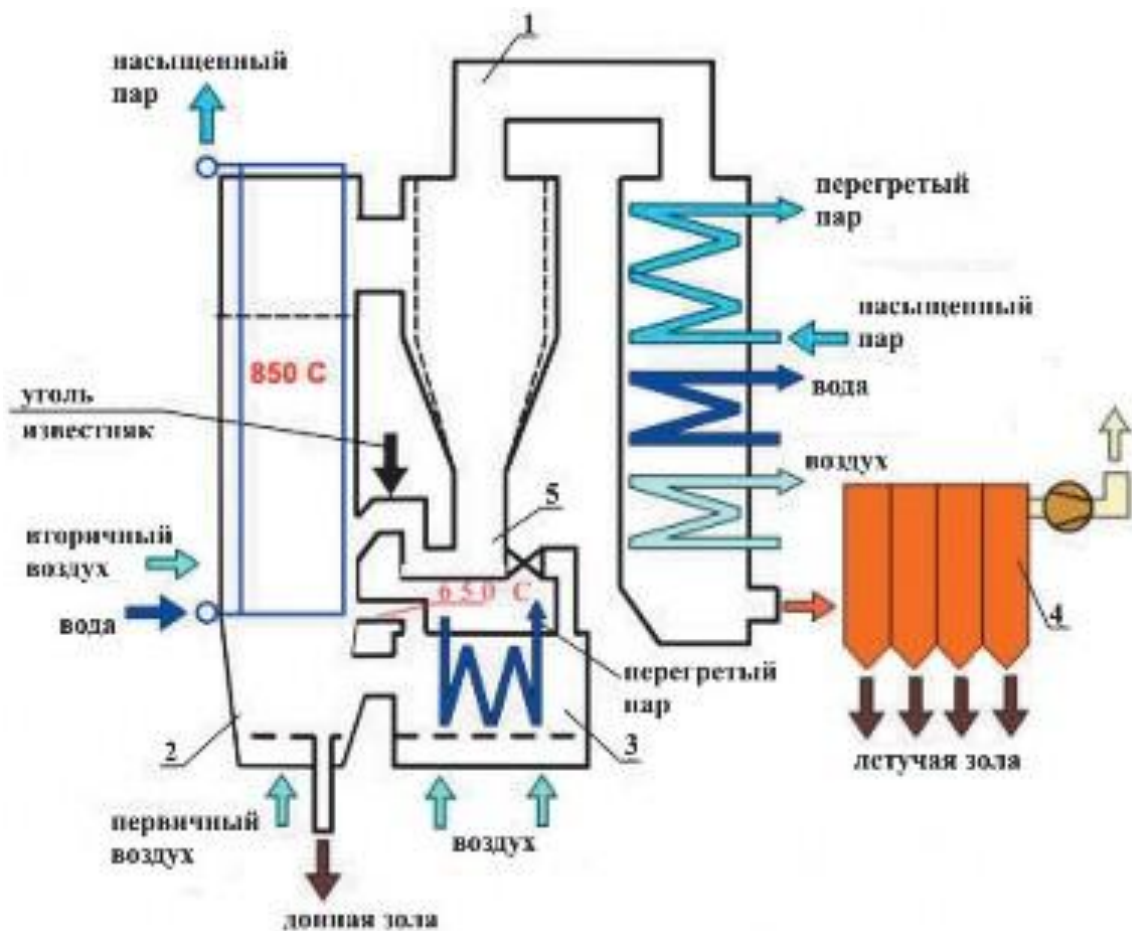 1
насыщенный
пар
перегретый
пар
насыщенный
пар
850 C
вода
уголь
известняк
воздух
5
вторичный
воздух
650 C
4
вода
перегретый
пар
2
3
летучая зола
первичный
воздух
воздух
донная зола